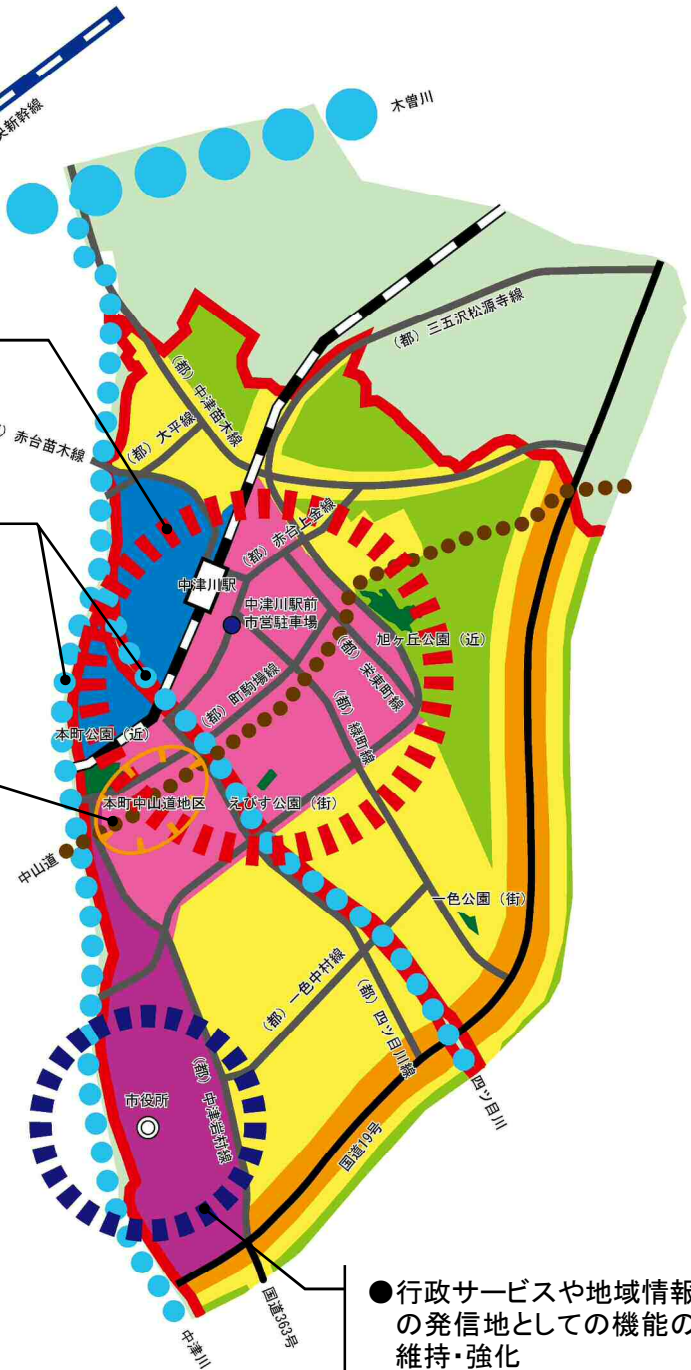 木曽川
央新幹線
（都）三五沢松源寺線
（都）中津苗木線
（都）大平線
）赤台苗木線
（都）赤台上金線
中津川駅
中津川駅前
市営駐車場
旭ヶ丘公園（近）
（都）栄東町線
（都）町駒場線
（都）緑町線
本町公園（近）
本町中山道地区
えびす公園（街）
中山道
一色公園（街）
（都）一色中村線
（都）四ツ目川線
（都）中津岩村線
市役所
四ツ目川
国道19号
国道363号
中津川
●行政サービスや地域情報
の発信地としての機能の
維持・強化